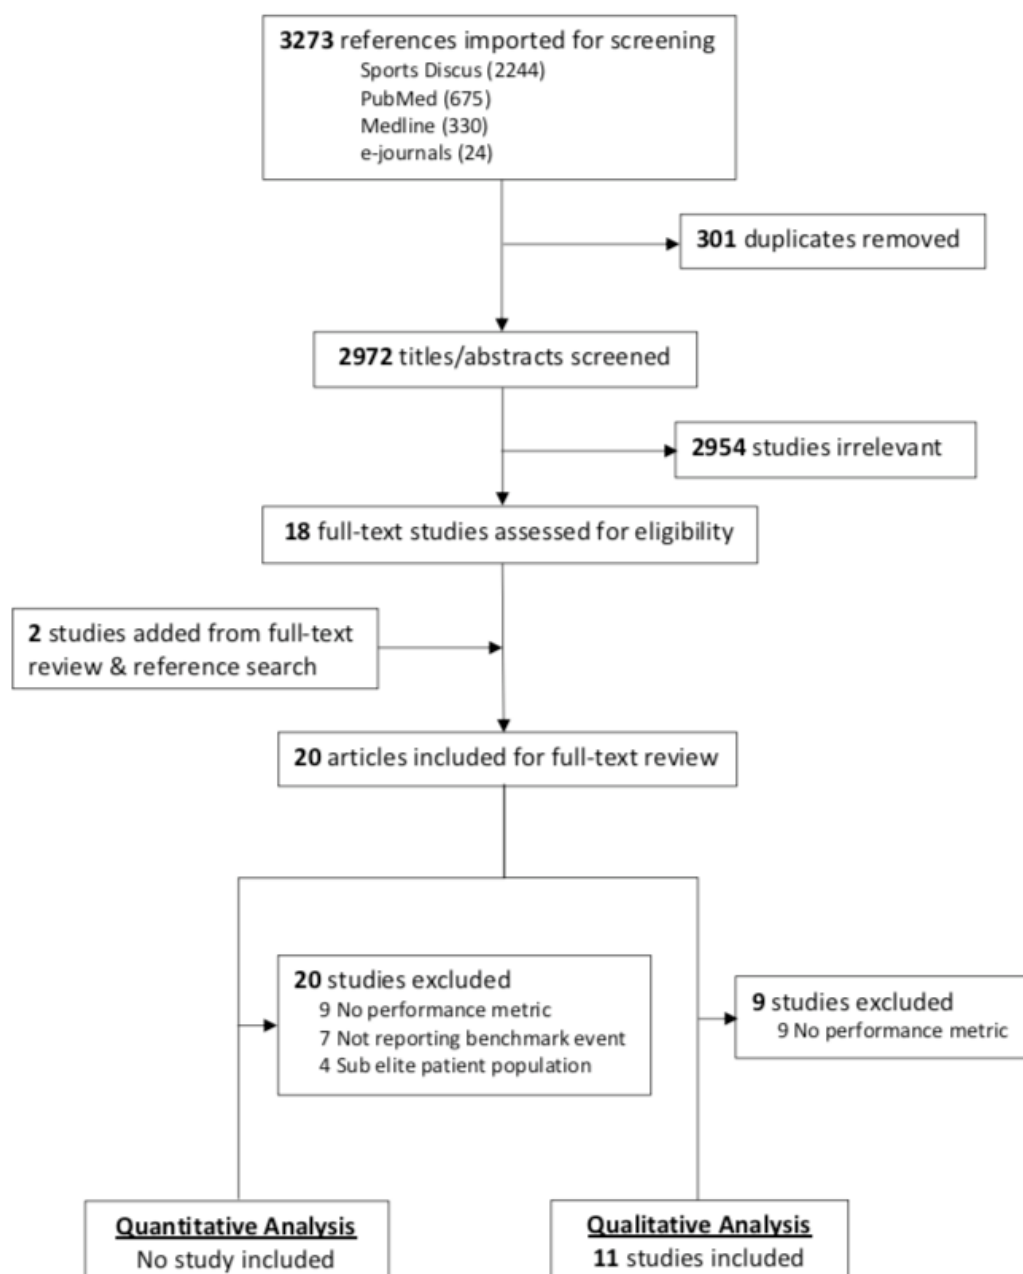 3273 references imported for screening
Sports Discus (2244)
PubMed (675)
Medline (330)
e-journals (24)
301 duplicates removed
2972 titles/abstracts screened
2954 studies irrelevant
18 full-text studies assessed for eligibility
2 studies added from full-text
review & reference search
20 articles included for full-text review
20 studies excluded
9 No performance metric
7 Not reporting benchmark event
4 Sub elite patient population
9 studies excluded
9 No performance metric
Quantitative Analysis
No study included
Qualitative Analysis
11 studies included